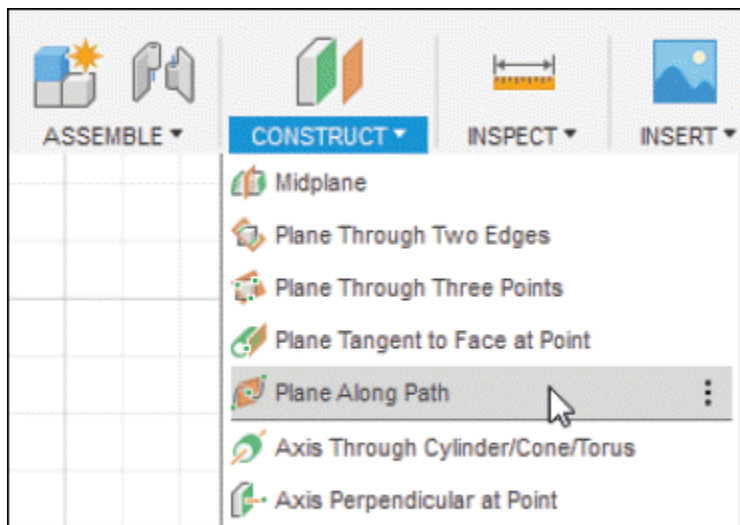 ASSEMBLE CONSTRUCT INSPECT INSERT
Midplane
Plane Through Two Edges
Plane Through Three Points
Plane Tangent to Face at Point
Plane Along Path
Axis Through Cylinder/Cone/Torus
Axis Perpendicular at Point